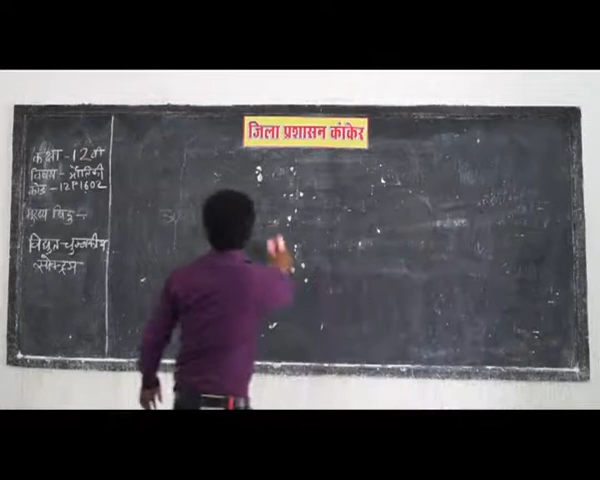 जिला प्रशासन कांकेर
कक्षा - 12 वी
विषय - भौतिकी
कोड - 12P1602
मुख्य बिंदु -
विद्युत-चुम्बकीय
स्पेक्ट्रम